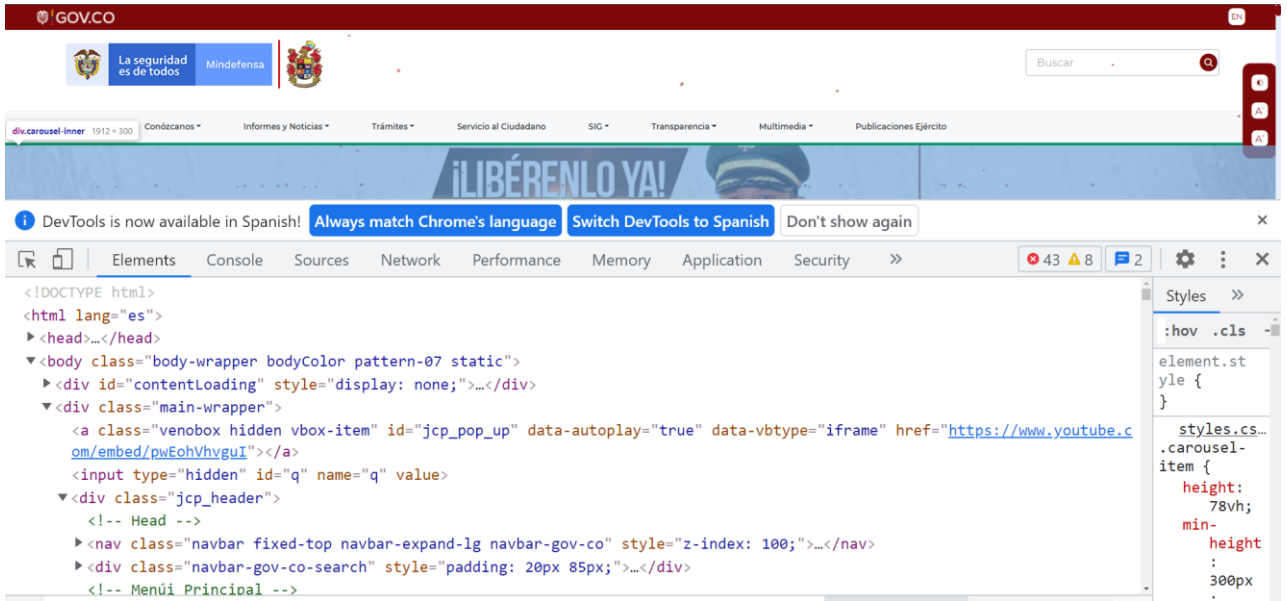 GOV.CO
EN
La seguridad
es de todos
Mindefensa
Buscar
div.carousel-inner 1912 × 300
Conózcanos
Informes y Noticias
Trámites
Servicio al Ciudadano
SIG
Transparencia
Multimedia
Publicaciones Ejército
¡LIBÉRENLO YA!
DevTools is now available in Spanish! Always match Chrome's language Switch DevTools to Spanish Don't show again
Elements Console Sources Network Performance Memory Application Security » 43 8 2
<!DOCTYPE html>
<html lang="es">
<head>…</head>
<body class="body-wrapper bodyColor pattern-07 static">
<div id="contentLoading" style="display: none;">…</div>
<div class="main-wrapper">
<a class="venobox hidden vbox-item" id="jcp_pop_up" data-autoplay="true" data-vbtype="iframe" href="https://www.youtube.c
om/embed/pwEohVhvguI"></a>
<input type="hidden" id="q" name="q" value>
<div class="jcp_header">
<!-- Head -->
<nav class="navbar fixed-top navbar-expand-lg navbar-gov-co" style="z-index: 100;">…</nav>
<div class="navbar-gov-co-search" style="padding: 20px 85px;">…</div>
<!-- Menúi Principal -->
Styles »
:hov .cls
element.st
yle {
}
styles.cs…
.carousel-
item {
height:
78vh;
min-
height
:
300px